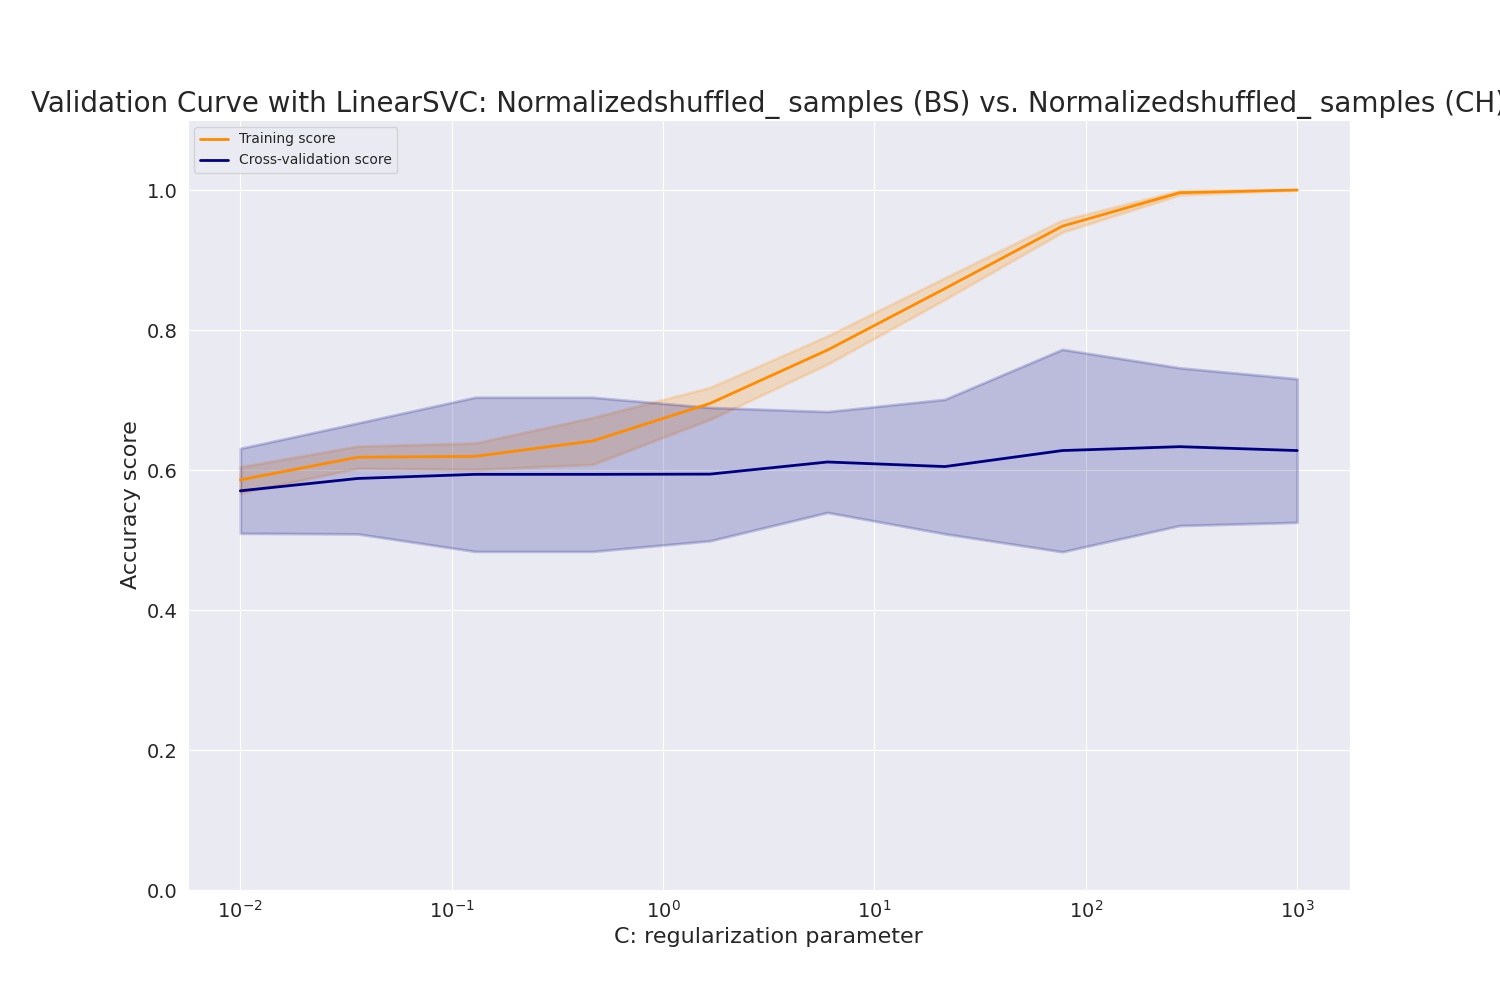 Validation Curve with LinearSVC: Normalizedshuffled_ samples (BS) vs. Normalizedshuffled_ samples (CH)
Training score
Cross-validation score
1.0
0.8
0.6
0.4
0.2
0.0
Accuracy score
10⁻² 10⁻¹ 10⁰ 10¹ 10² 10³
C: regularization parameter